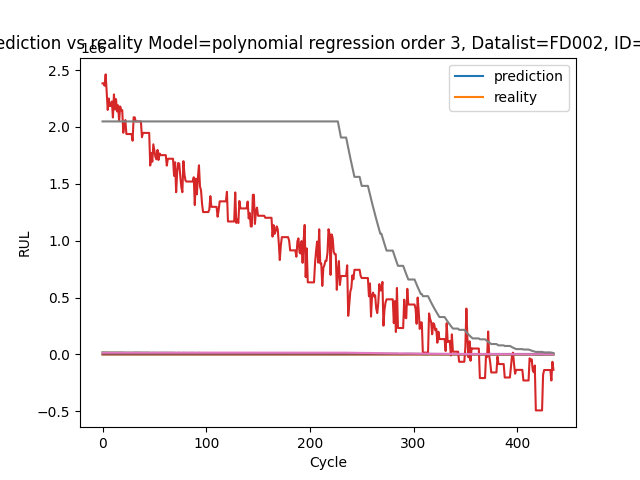 ediction vs reality Model=polynomial regression order 3, Datalist=FD002, ID=
1e6
prediction
reality
2.5
2.0
1.5
1.0
0.5
0.0
−0.5
RUL
0 100 200 300 400
Cycle